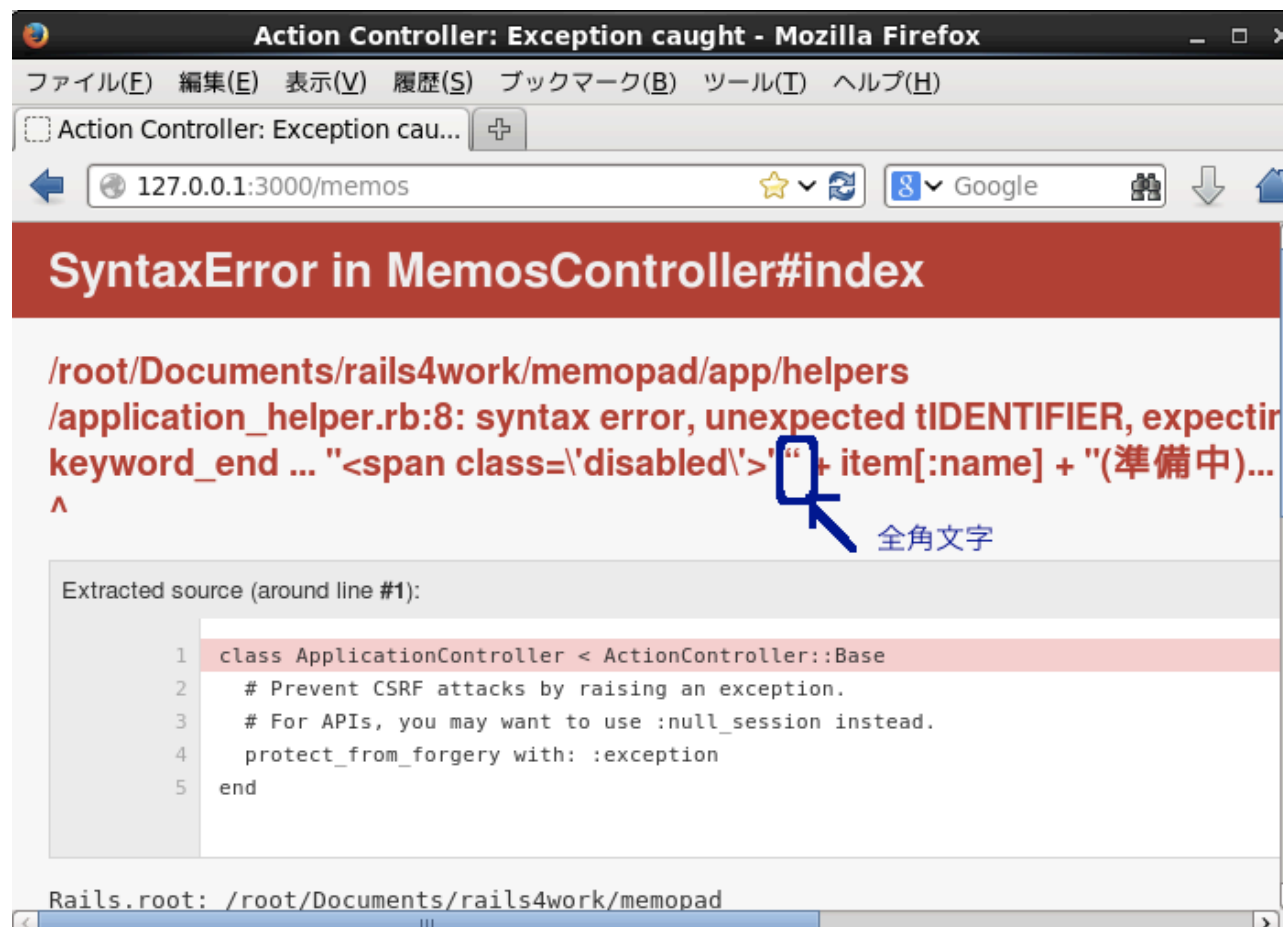 Action Controller: Exception caught - Mozilla Firefox
ファイル(F) 編集(E) 表示(V) 履歴(S) ブックマーク(B) ツール(T) ヘルプ(H)
Action Controller: Exception cau...
127.0.0.1:3000/memos
Google
SyntaxError in MemosController#index
/root/Documents/rails4work/memopad/app/helpers
/application_helper.rb:8: syntax error, unexpected tIDENTIFIER, expectin
keyword_end ... "<span class=\'disabled\'>' “ + item[:name] + "(準備中)...
^
全角文字
Extracted source (around line #1):
1 class ApplicationController < ActionController::Base
2 # Prevent CSRF attacks by raising an exception.
3 # For APIs, you may want to use :null_session instead.
4 protect_from_forgery with: :exception
5 end
Rails.root: /root/Documents/rails4work/memopad